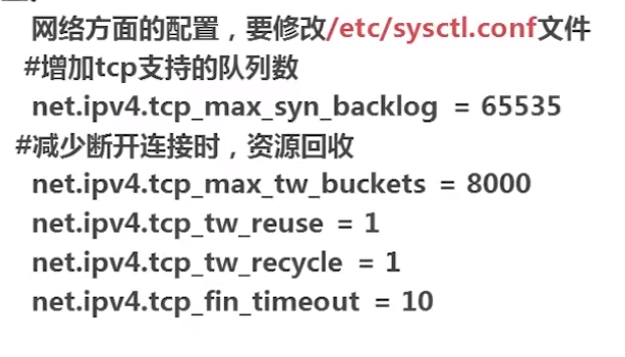 网络方面的配置，要修改/etc/sysctl.conf文件
#增加tcp支持的队列数
net.ipv4.tcp_max_syn_backlog = 65535
#减少断开连接时，资源回收
net.ipv4.tcp_max_tw_buckets = 8000
net.ipv4.tcp_tw_reuse = 1
net.ipv4.tcp_tw_recycle = 1
net.ipv4.tcp_fin_timeout = 10